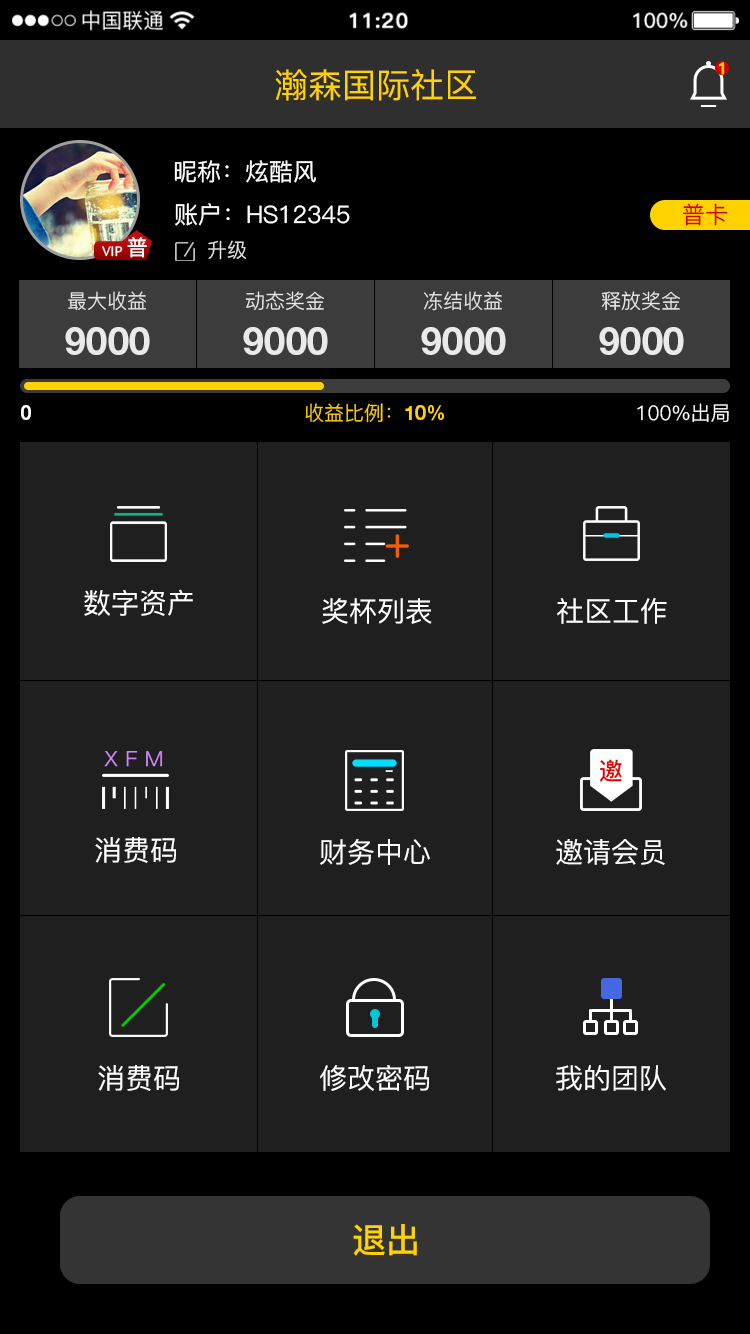 中国联通 11:20 100%
瀚森国际社区 1
昵称：炫酷风
账户：HS12345 普卡
VIP 普 升级
最大收益 动态奖金 冻结收益 释放奖金
9000 9000 9000 9000
0 收益比例：10% 100%出局
数字资产 奖杯列表 社区工作
XFM 邀
消费码 财务中心 邀请会员
消费码 修改密码 我的团队
退出